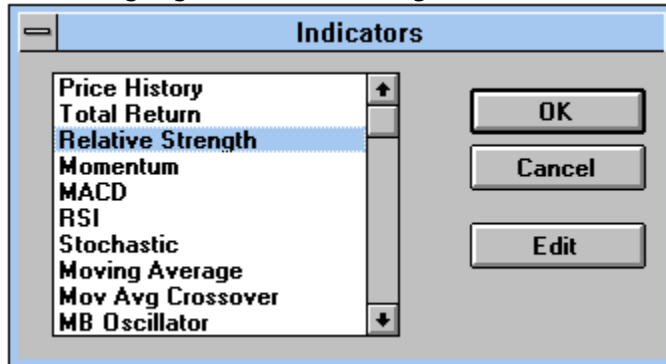 Indicators
Price History
Total Return
Relative Strength
Momentum
MACD
RSI
Stochastic
Moving Average
Mov Avg Crossover
MB Oscillator
OK
Cancel
Edit